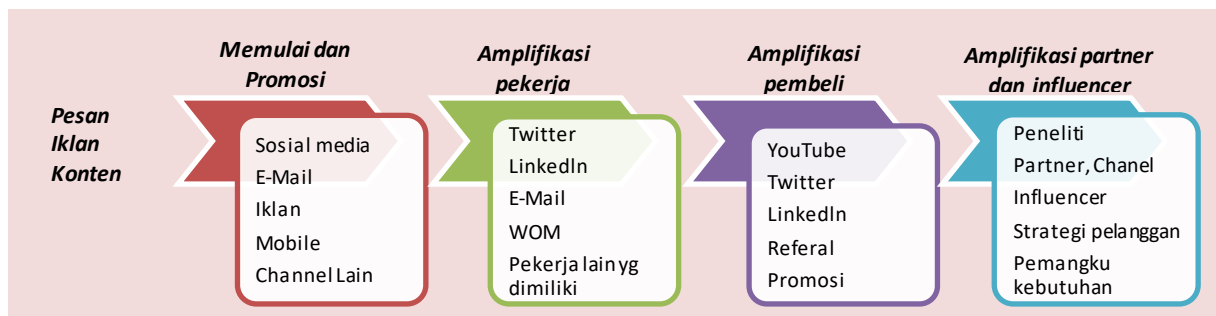 Pesan
Iklan
Konten
Memulai dan
Promosi
Sosial media
E-Mail
Iklan
Mobile
Channel Lain
Amplifikasi
pekerja
Twitter
LinkedIn
E-Mail
WOM
Pekerja lain yg
dimiliki
Amplifikasi
pembeli
YouTube
Twitter
LinkedIn
Referal
Promosi
Amplifikasi partner
dan influencer
Peneliti
Partner, Chanel
Influencer
Strategi pelanggan
Pemangku
kebutuhan